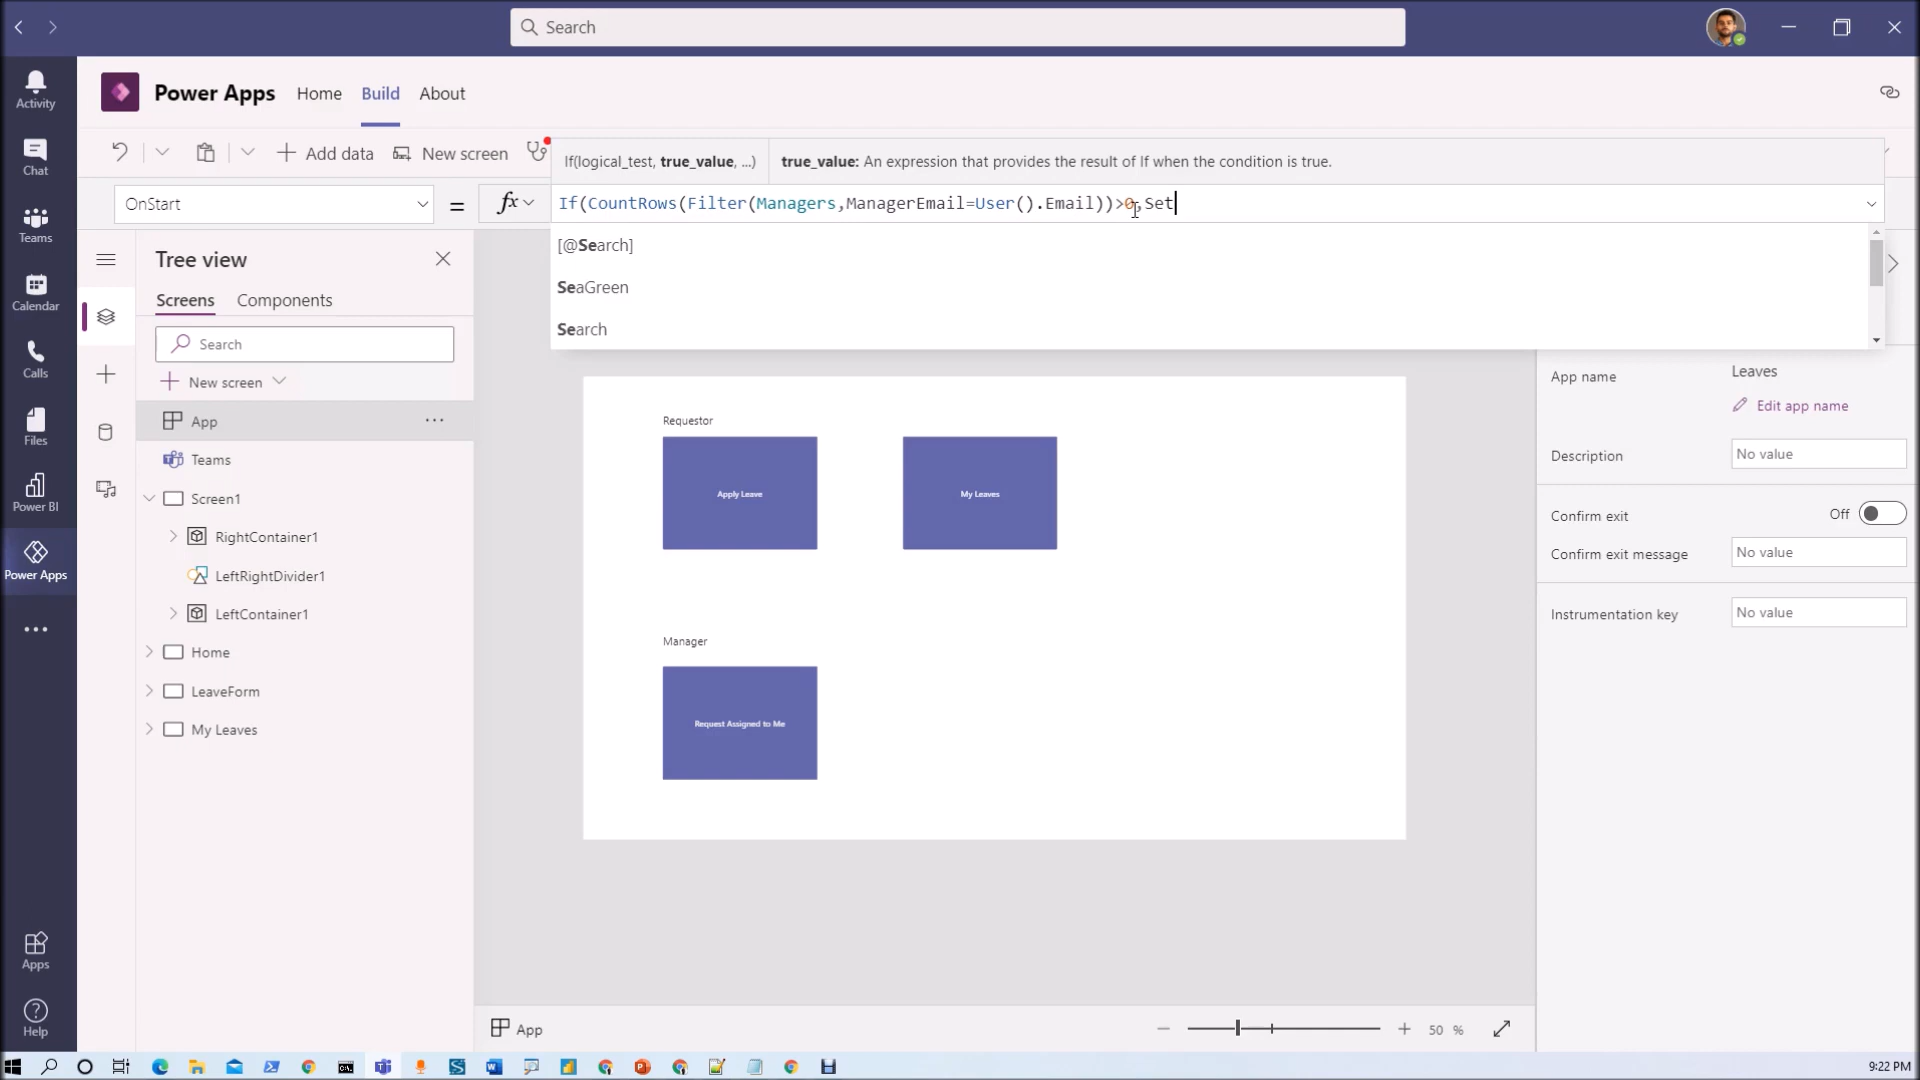 Search
Activity
Chat
Teams
Calendar
Calls
Files
Power BI
Power Apps
Apps
Help
Power Apps Home Build About
Add data New screen
If(logical_test, true_value, ...) true_value: An expression that provides the result of If when the condition is true.
OnStart = fx If(CountRows(Filter(Managers,ManagerEmail=User().Email))>0,Set
[@Search]
SeaGreen
Search
Tree view
Screens Components
Search
New screen
App
Teams
Screen1
RightContainer1
LeftRightDivider1
LeftContainer1
Home
LeaveForm
My Leaves
Requestor
Apply Leave My Leaves
Manager
Request Assigned to Me
App name Leaves
Edit app name
Description No value
Confirm exit Off
Confirm exit message No value
Instrumentation key No value
App 50 %
9:22 PM